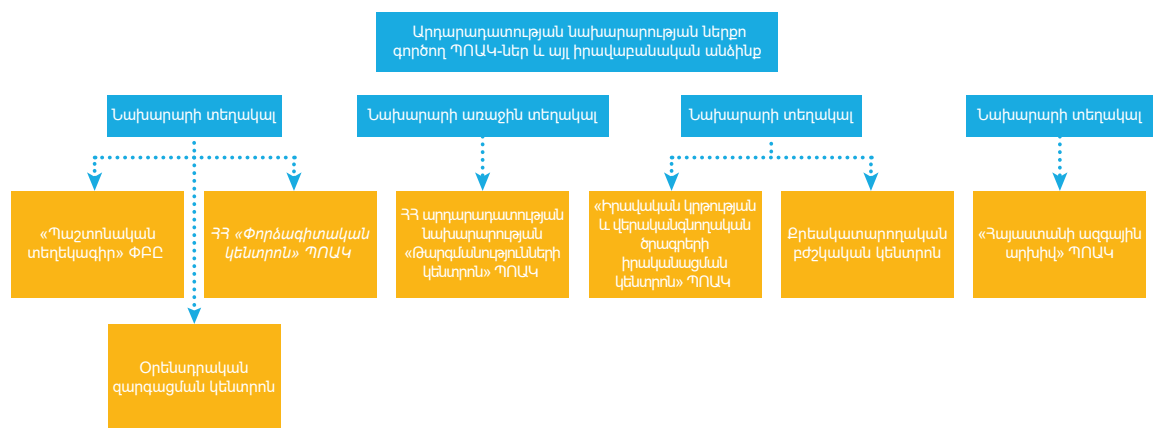 Արդարադատության նախարարության ներքո
գործող ՊՈԱԿ-ներ և այլ իրավաբանական անձինք
Նախարարի տեղակալ
Նախարարի առաջին տեղակալ
Նախարարի տեղակալ
Նախարարի տեղակալ
«Պաշտոնական
տեղեկագիր» ՓԲԸ
ՀՀ «Փորձագիտական
կենտրոն» ՊՈԱԿ
ՀՀ արդարադատության
նախարարության
«Թարգմանությունների
կենտրոն» ՊՈԱԿ
«Իրավական կրթության
և վերականգնողական
ծրագրերի
իրականացման
կենտրոն» ՊՈԱԿ
Քրեակատարողական
բժշկական կենտրոն
«Հայաստանի ազգային
արխիվ» ՊՈԱԿ
Օրենսդրական
զարգացման կենտրոն